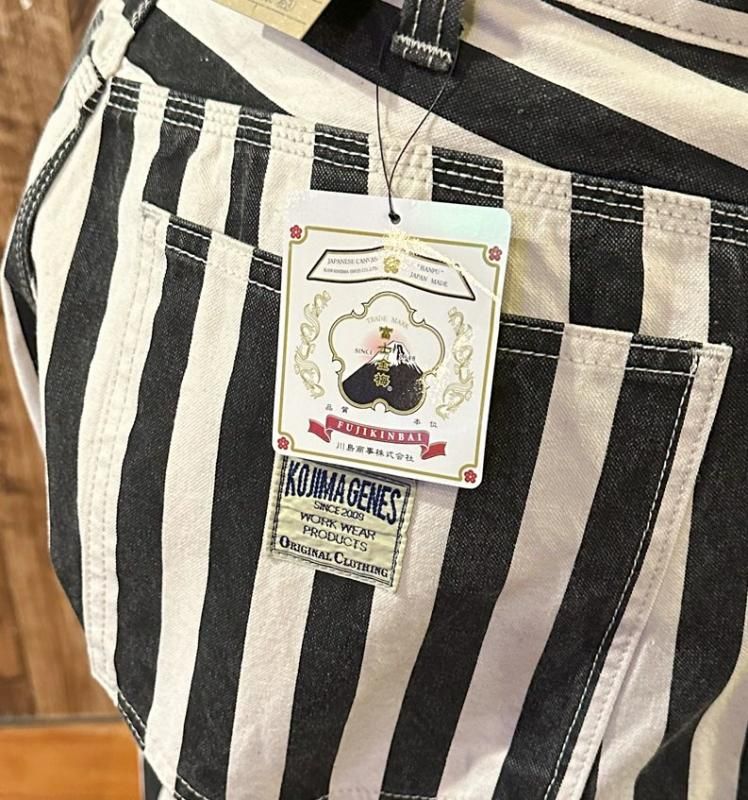 JAPANESE CANVAS
"HANPU"
JAPAN MADE
TRADE MARK
富士金梅®
SINCE
品質 本位
FUJIKINBAI
川島商事株式会社
KOJIMA GENES
SINCE 2009
WORK WEAR
PRODUCTS
ORIGINAL CLOTHING